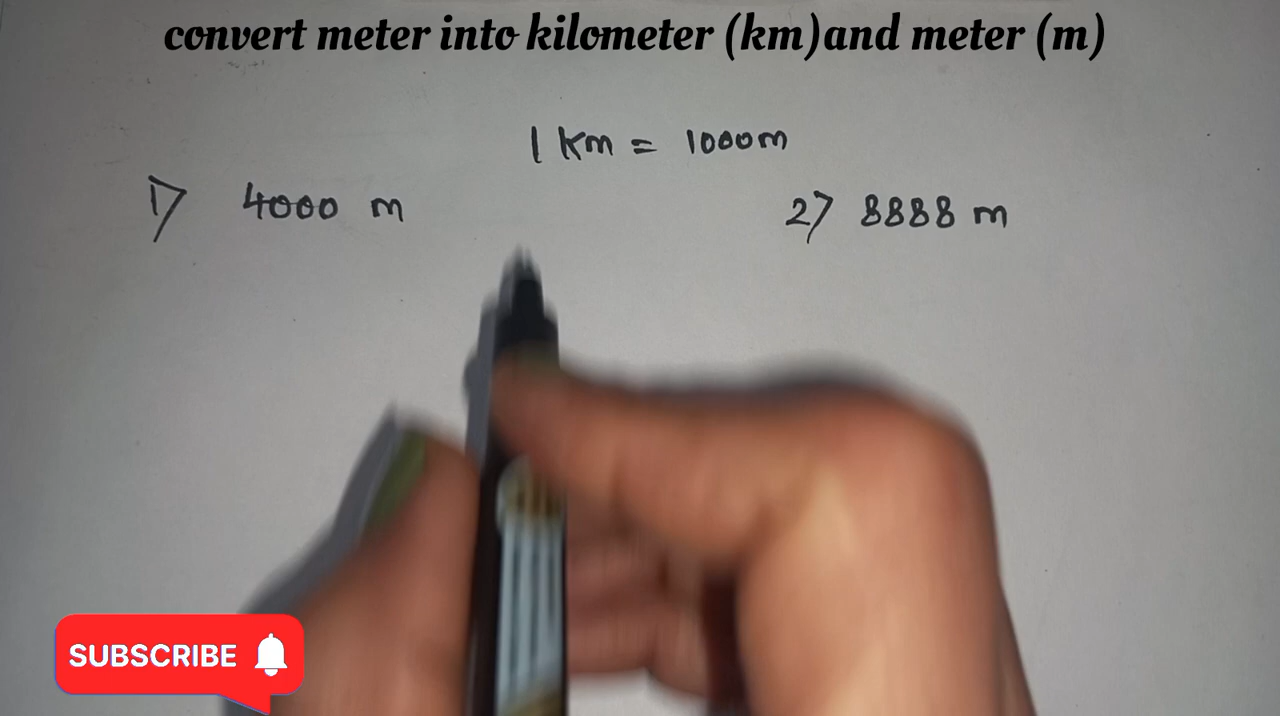 convert meter into kilometer (km)and meter (m)
1 Km = 1000m
1) 4000 m
2) 8888 m
SUBSCRIBE